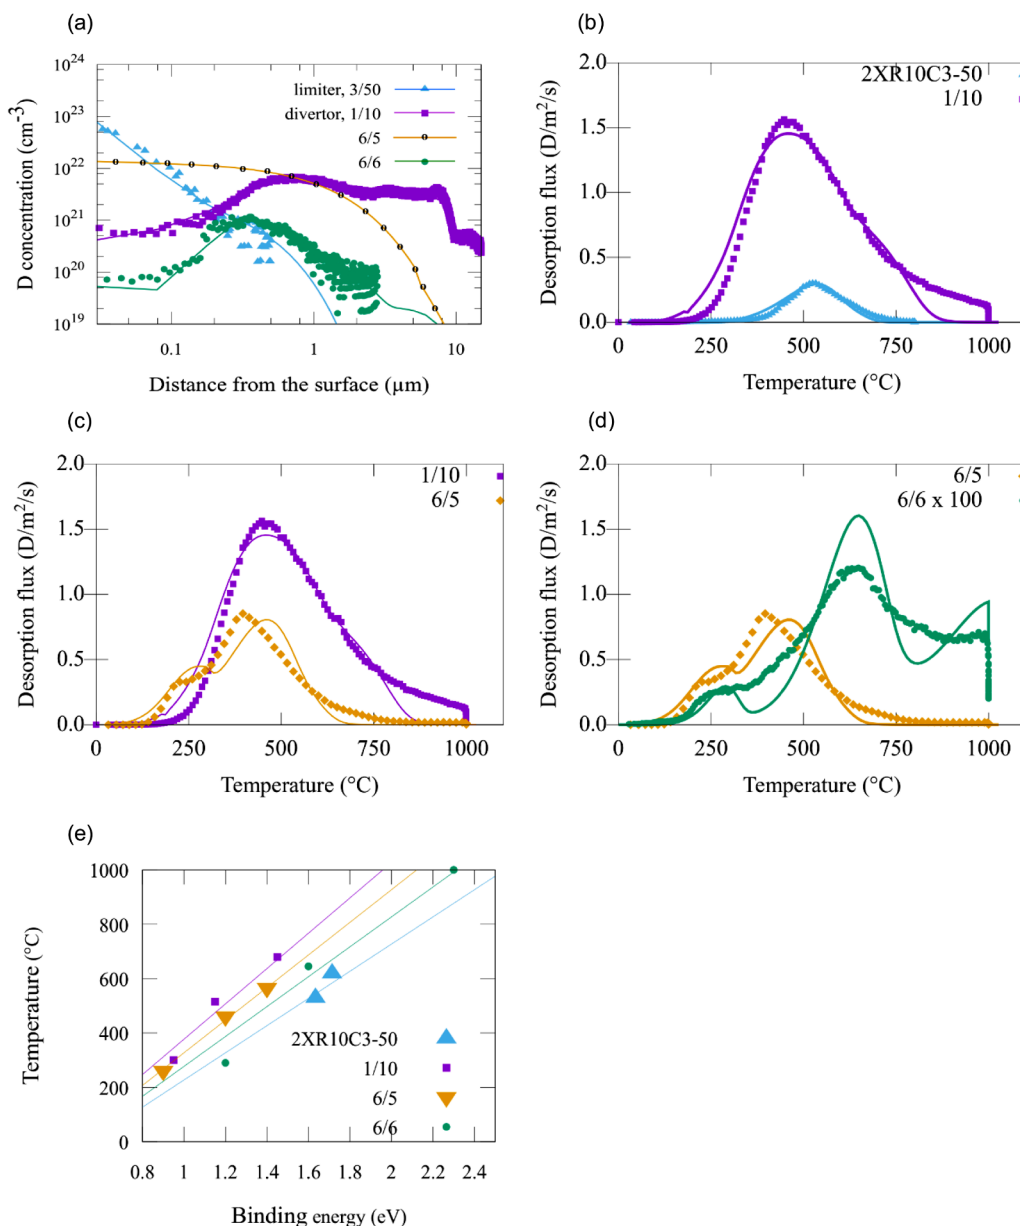 (a)
10^24
10^23
10^22
10^21
10^20
10^19
D concentration (cm⁻³)
limiter, 3/50
divertor, 1/10
6/5
6/6
0.1 1 10
Distance from the surface (µm)
(b)
2.0
1.5
1.0
0.5
0.0
Desorption flux (D/m²/s)
2XR10C3-50
1/10
0 250 500 750 1000
Temperature (°C)
(c)
2.0
1.5
1.0
0.5
0.0
Desorption flux (D/m²/s)
1/10
6/5
0 250 500 750 1000
Temperature (°C)
(d)
2.0
1.5
1.0
0.5
0.0
Desorption flux (D/m²/s)
6/5
6/6 x 100
0 250 500 750 1000
Temperature (°C)
(e)
1000
800
600
400
200
0
Temperature (°C)
2XR10C3-50
1/10
6/5
6/6
0.8 1 1.2 1.4 1.6 1.8 2 2.2 2.4
Binding energy (eV)